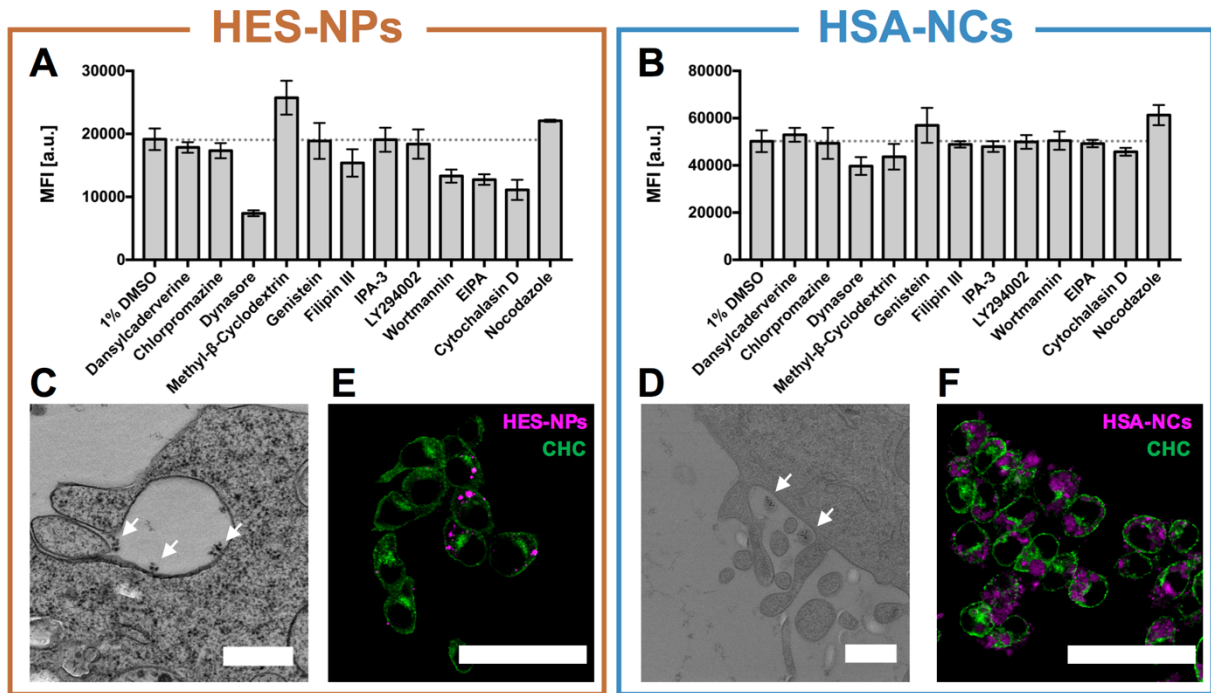 HES-NPs
HSA-NCs
A
30000
20000
10000
0
MFI [a.u.]
1% DMSO
Dansylcaderverine
Chlorpromazine
Dynasore
Methyl-β-Cyclodextrin
Genistein
Filipin III
IPA-3
LY294002
Wortmannin
EIPA
Cytochalasin D
Nocodazole
B
80000
60000
40000
20000
0
MFI [a.u.]
1% DMSO
Dansylcaderverine
Chlorpromazine
Dynasore
Methyl-β-Cyclodextrin
Genistein
Filipin III
IPA-3
LY294002
Wortmannin
EIPA
Cytochalasin D
Nocodazole
C
E
HES-NPs
CHC
D
F
HSA-NCs
CHC